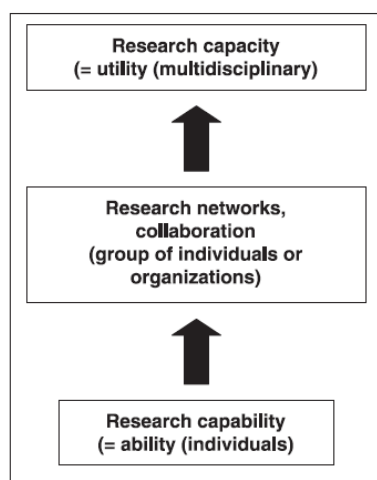 Research capacity
(= utility (multidisciplinary)
Research networks,
collaboration
(group of individuals or
organizations)
Research capability
(= ability (individuals)